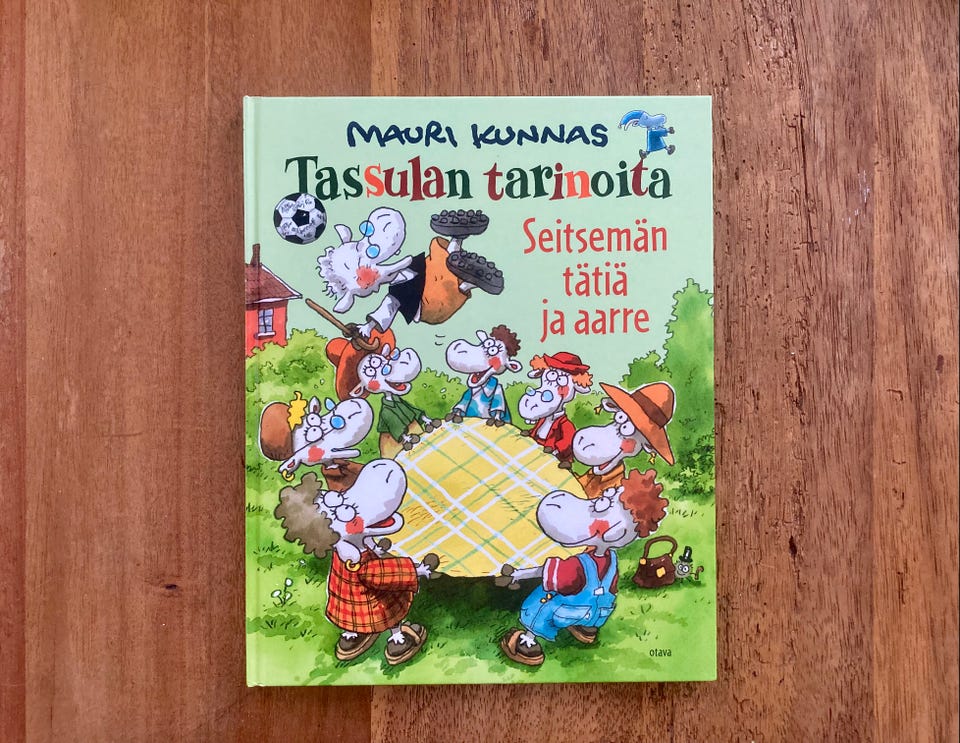 MAURI KUNNAS
Tassulan tarinoita
Seitsemän
tätiä
ja aarre
otava